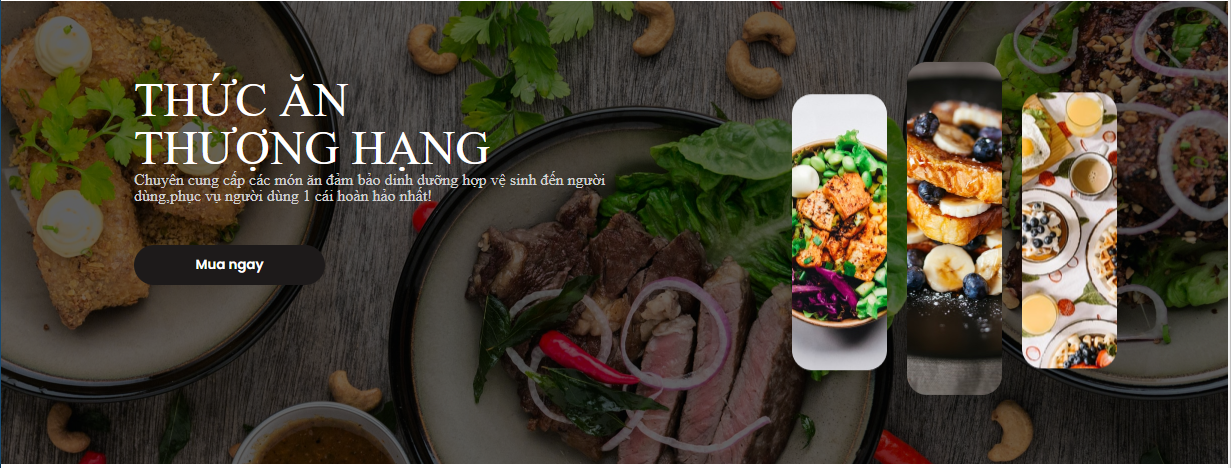 THỨC ĂN
THƯỢNG HẠNG
Chuyên cung cấp các món ăn đảm bảo dinh dưỡng hợp vệ sinh đến người
dùng,phục vụ người dùng 1 cái hoàn hảo nhất!
Mua ngay